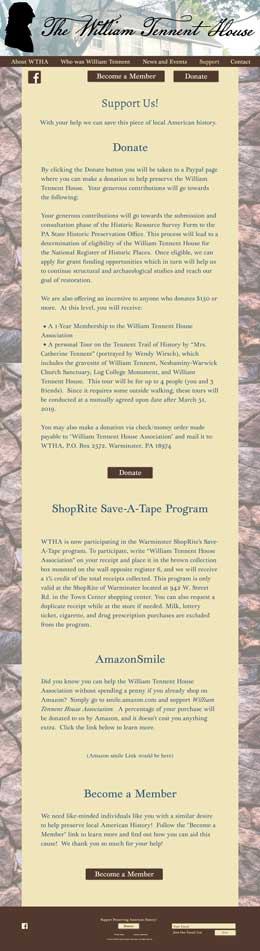 The William Tennent House
About WTHA Who was William Tennent News and Events Support Contact
Become a Member Donate
Support Us!
With your help we can save this piece of local American history.
Donate
By clicking the Donate button you will be taken to a Paypal page
where you can make a donation to help preserve the William
Tennent House. Your generous contributions will go towards
the following:
Your generous contributions will go towards the submission and
consultation phase of the Historic Resource Survey Form to the
PA State Historic Preservation Office. This process will lead to a
determination of eligibility of the William Tennent House for
the National Register of Historic Places. Once eligible, we can
apply for grant funding opportunities which in turn will help us
to continue structural and archaeological studies and reach our
goal of restoration.
We are also offering an incentive to anyone who donates $150 or
more. At this level, you will receive:
• A 1-Year Membership to the William Tennent House
Association
• A personal Tour on the Tennent Trail of History by "Mrs.
Catherine Tennent" (portrayed by Wendy Wirsch), which
includes the gravesite of William Tennent, Neshaminy-Warwick
Church Sanctuary, Log College Monument, and William
Tennent House. This tour will be for up to 4 people (you and 3
friends). Since it requires some outside walking, these tours will
be conducted at a mutually agreed upon date after March 31,
2019.
You may also make a donation via check/money order made
payable to 'William Tennent House Association' and mail it to:
WTHA, P.O. Box 2572, Warminster, PA 18974
Donate
ShopRite Save-A-Tape Program
WTHA is now participating in the Warminster ShopRite's Save-
A-Tape program. To participate, write "William Tennent House
Association" on your receipt and place it in the brown collection
box mounted on the wall opposite register 6, and we will receive
a 1% credit of the total receipts collected. This program is only
valid at the ShopRite of Warminster located at 942 W. Street
Rd. in the Town Center shopping center. You can also request a
duplicate receipt while at the store if needed. Milk, lottery
ticket, cigaretto, and drug prescription purchases are excluded
from the program.
AmazonSmile
Did you know you can help the William Tennent House
Association without spending a penny if you already shop on
Amazon? Simply go to smile.amazon.com and support William
Tennent House Association. A percentage of your purchase
will be donated to us by Amazon, and it doesn't cost you anything
extra. Click the link below to learn more.
(Amazon smile Link would be here)
Become a Member
We need like-minded individuals like you with a similar desire
to help preserve local American History! Follow the "Become a
Member" link to learn more and find out how you can aid this
cause! We thank you so much for your help!
Become a Member
Support Preserving American History!
Donate
Join Our Email List